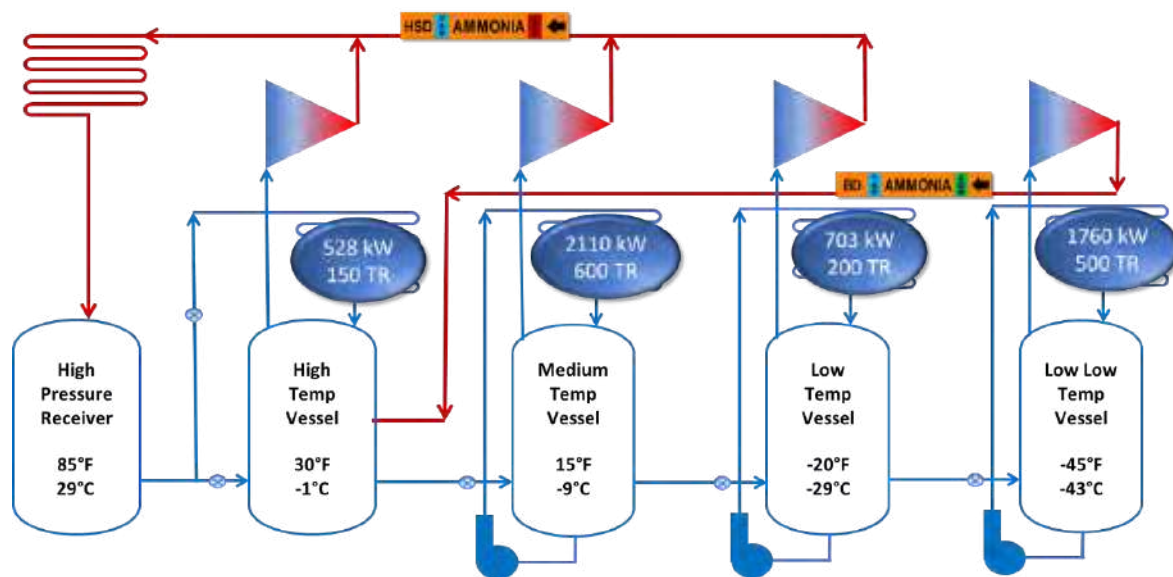 HSD AMMONIA
BD AMMONIA
528 kW
150 TR
2110 kW
600 TR
703 kW
200 TR
1760 kW
500 TR
High
Pressure
Receiver
85°F
29°C
High
Temp
Vessel
30°F
-1°C
Medium
Temp
Vessel
15°F
-9°C
Low
Temp
Vessel
-20°F
-29°C
Low Low
Temp
Vessel
-45°F
-43°C